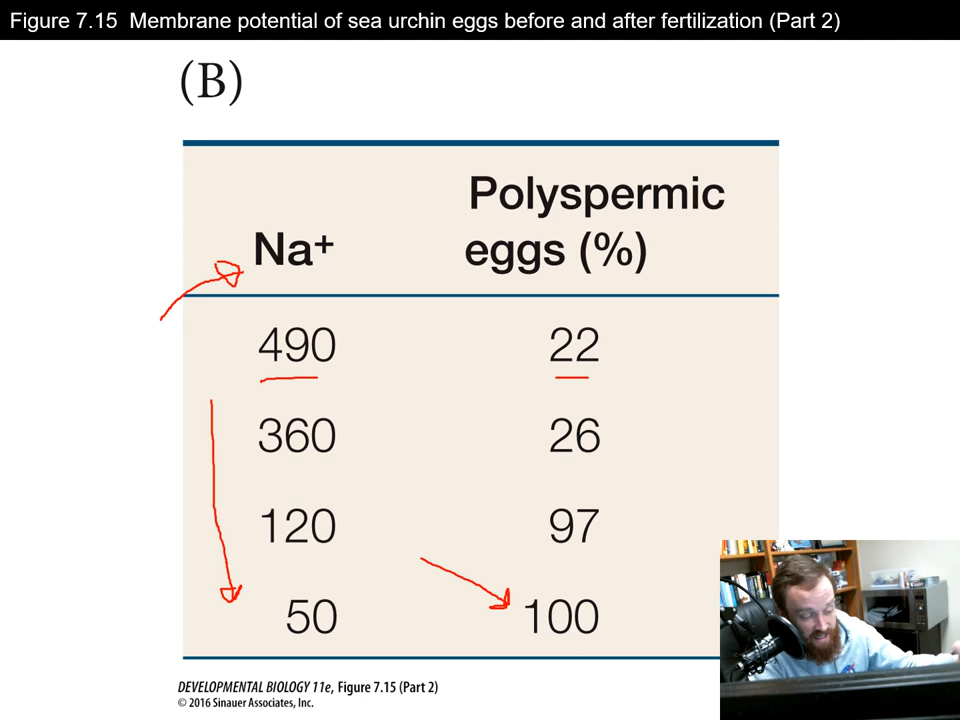 Figure 7.15 Membrane potential of sea urchin eggs before and after fertilization (Part 2)
(B)
Na+ Polyspermic eggs (%)
490 22
360 26
120 97
50 100
DEVELOPMENTAL BIOLOGY 11e, Figure 7.15 (Part 2)
© 2016 Sinauer Associates, Inc.